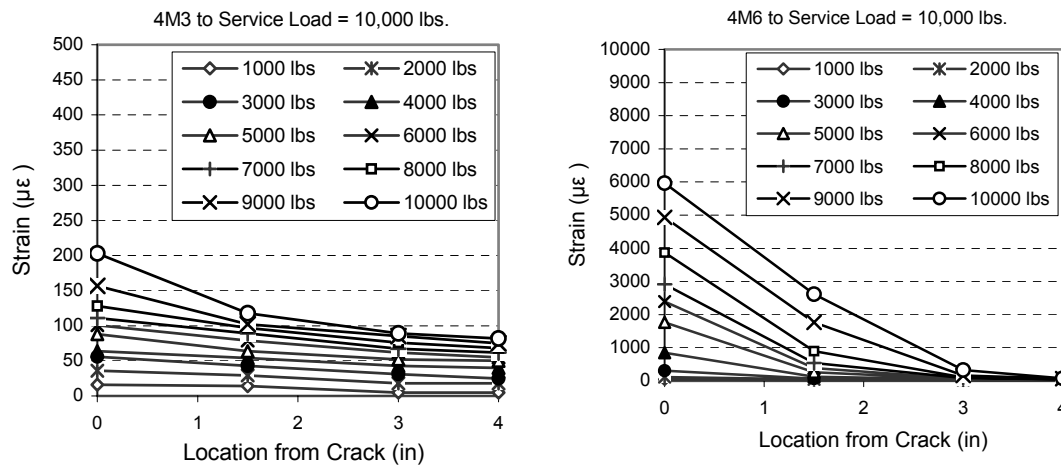 4M3 to Service Load = 10,000 lbs.
Strain (με)
500
450
400
350
300
250
200
150
100
50
0
1000 lbs 2000 lbs
3000 lbs 4000 lbs
5000 lbs 6000 lbs
7000 lbs 8000 lbs
9000 lbs 10000 lbs
0 1 2 3 4
Location from Crack (in)
4M6 to Service Load = 10,000 lbs.
Strain (με)
10000
9000
8000
7000
6000
5000
4000
3000
2000
1000
0
1000 lbs 2000 lbs
3000 lbs 4000 lbs
5000 lbs 6000 lbs
7000 lbs 8000 lbs
9000 lbs 10000 lbs
0 1 2 3 4
Location from Crack (in)